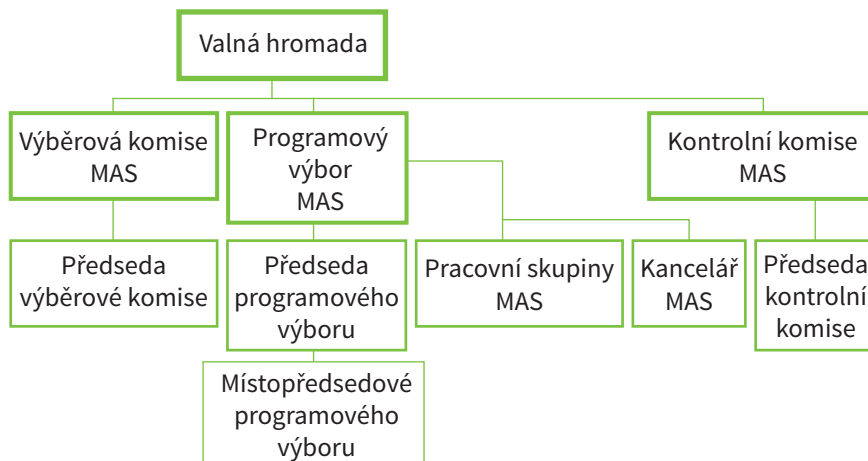 Valná hromada
Výběrová komise
MAS
Programový
výbor
MAS
Kontrolní komise
MAS
Předseda
výběrové komise
Předseda
programového
výboru
Pracovní skupiny
MAS
Kancelář
MAS
Předseda
kontrolní
komise
Místopředsedové
programového
výboru